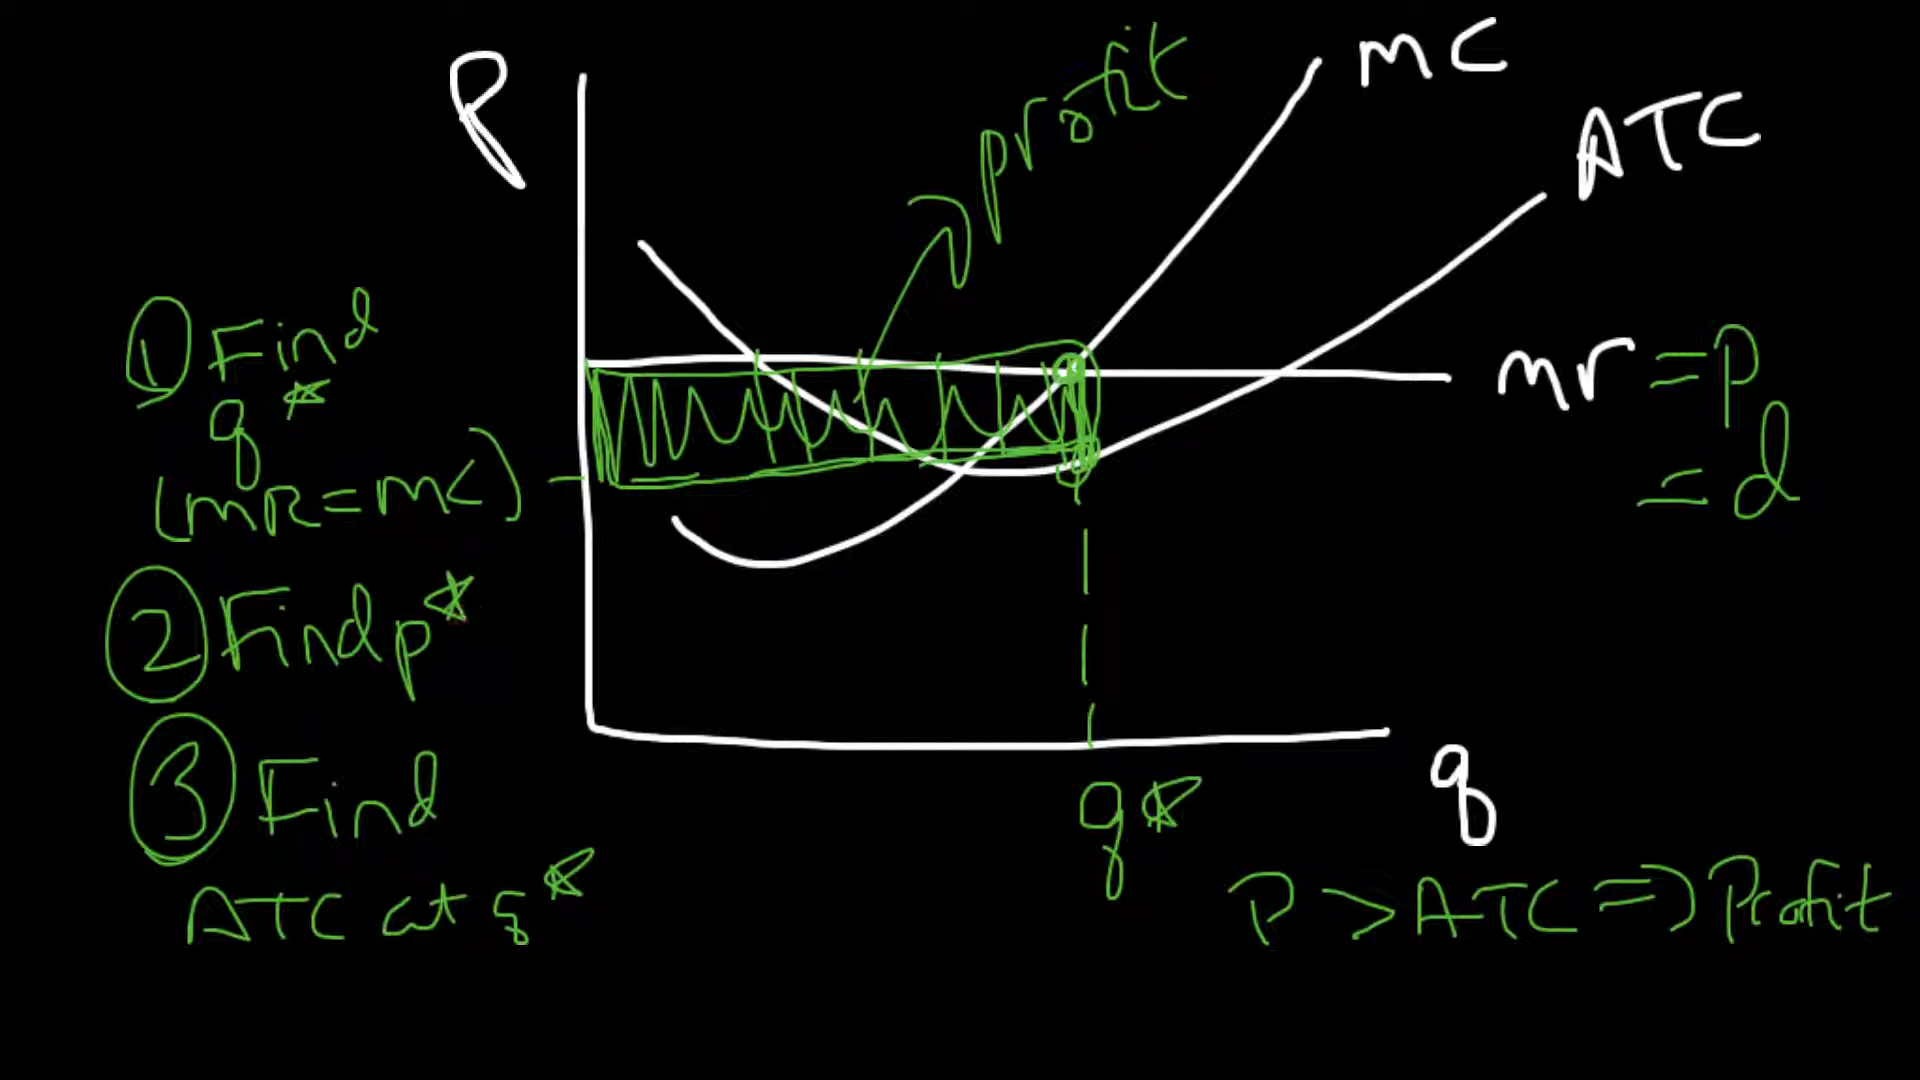 P
profit
MC
ATC
① Find
q*
(MR=MC)
mr = P
= d
② Find p*
③ Find
ATC at q*
q*
q
P > ATC => Profit